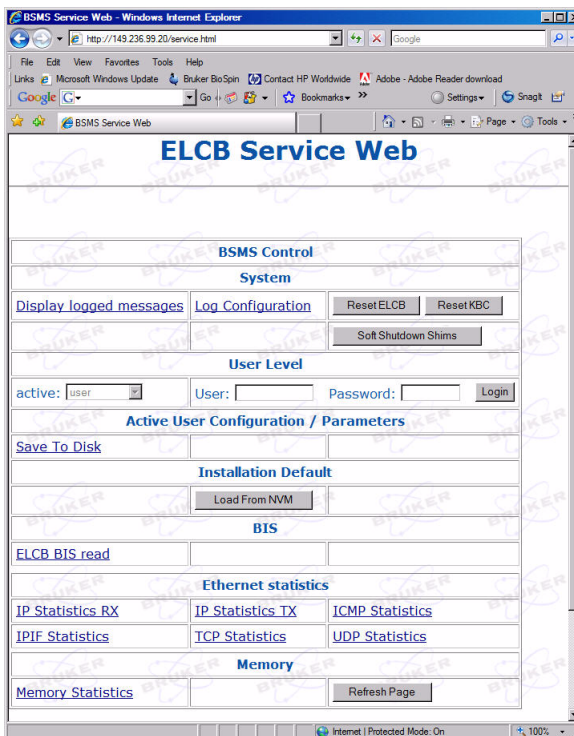 BSMS Service Web - Windows Internet Explorer
http://149.236.99.20/service.html
Google
File Edit View Favorites Tools Help
Links Microsoft Windows Update Bruker BioSpin Contact HP Worldwide Adobe - Adobe Reader download
Google G Go Bookmarks Settings SnagIt
BSMS Service Web Page Tools
ELCB Service Web
BSMS Control
System
Display logged messages Log Configuration Reset ELCB Reset KBC
Soft Shutdown Shims
User Level
active: user User: Password: Login
Active User Configuration / Parameters
Save To Disk
Installation Default
Load From NVM
BIS
ELCB BIS read
Ethernet statistics
IP Statistics RX IP Statistics TX ICMP Statistics
IPIF Statistics TCP Statistics UDP Statistics
Memory
Memory Statistics Refresh Page
Internet | Protected Mode: On 100%
BRUKER